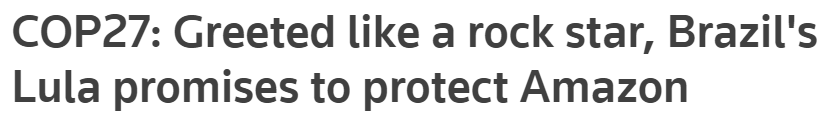 COP27: Greeted like a rock star, Brazil's
Lula promises to protect Amazon